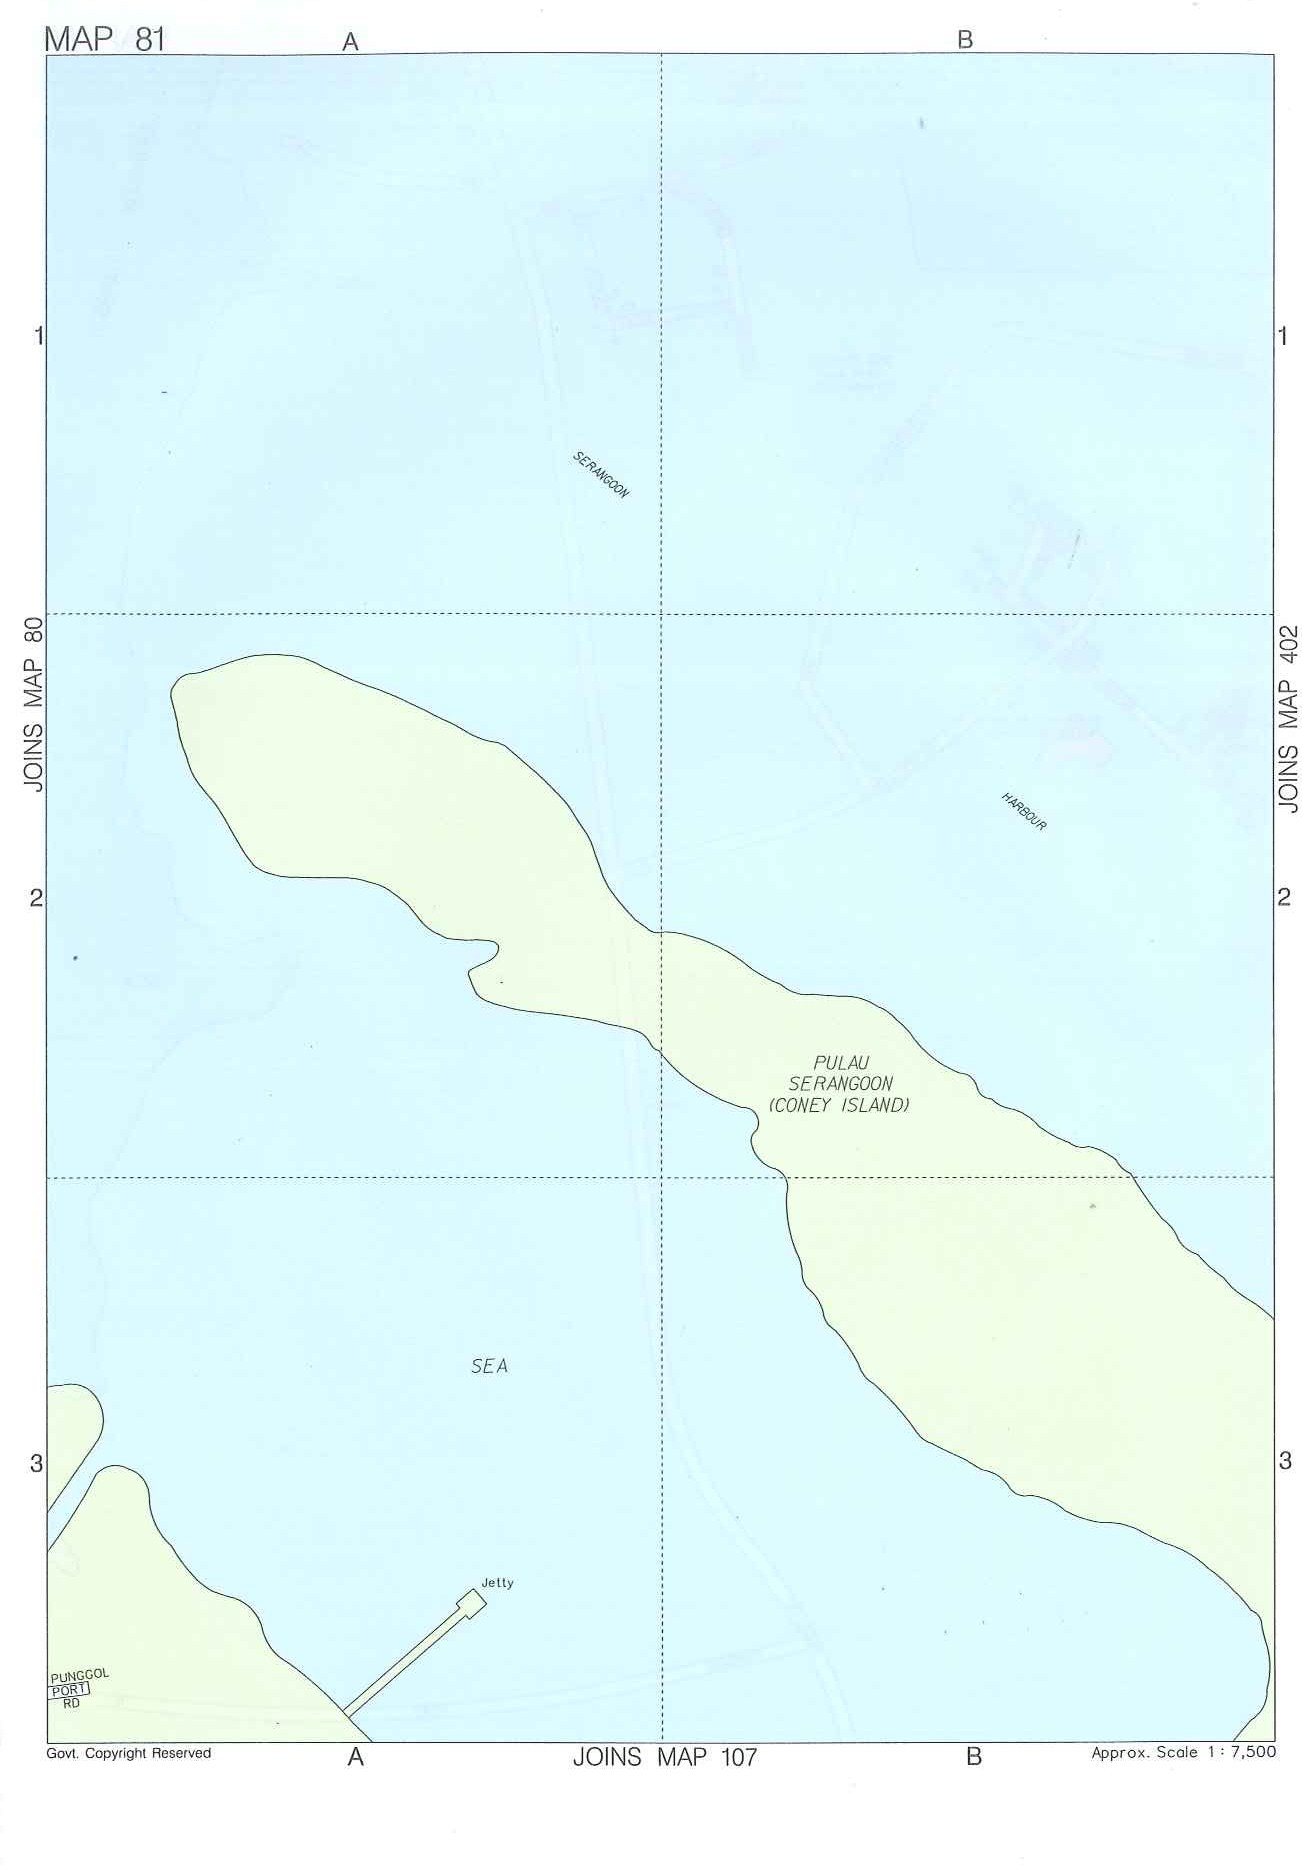 MAP 81
A
B
1
1
SERANGOON
JOINS MAP 80
JOINS MAP 402
HARBOUR
2
2
PULAU
SERANGOON
(CONEY ISLAND)
SEA
3
3
Jetty
PUNGGOL
PORT
RD
Govt. Copyright Reserved
A
JOINS MAP 107
B
Approx. Scale 1 : 7,500